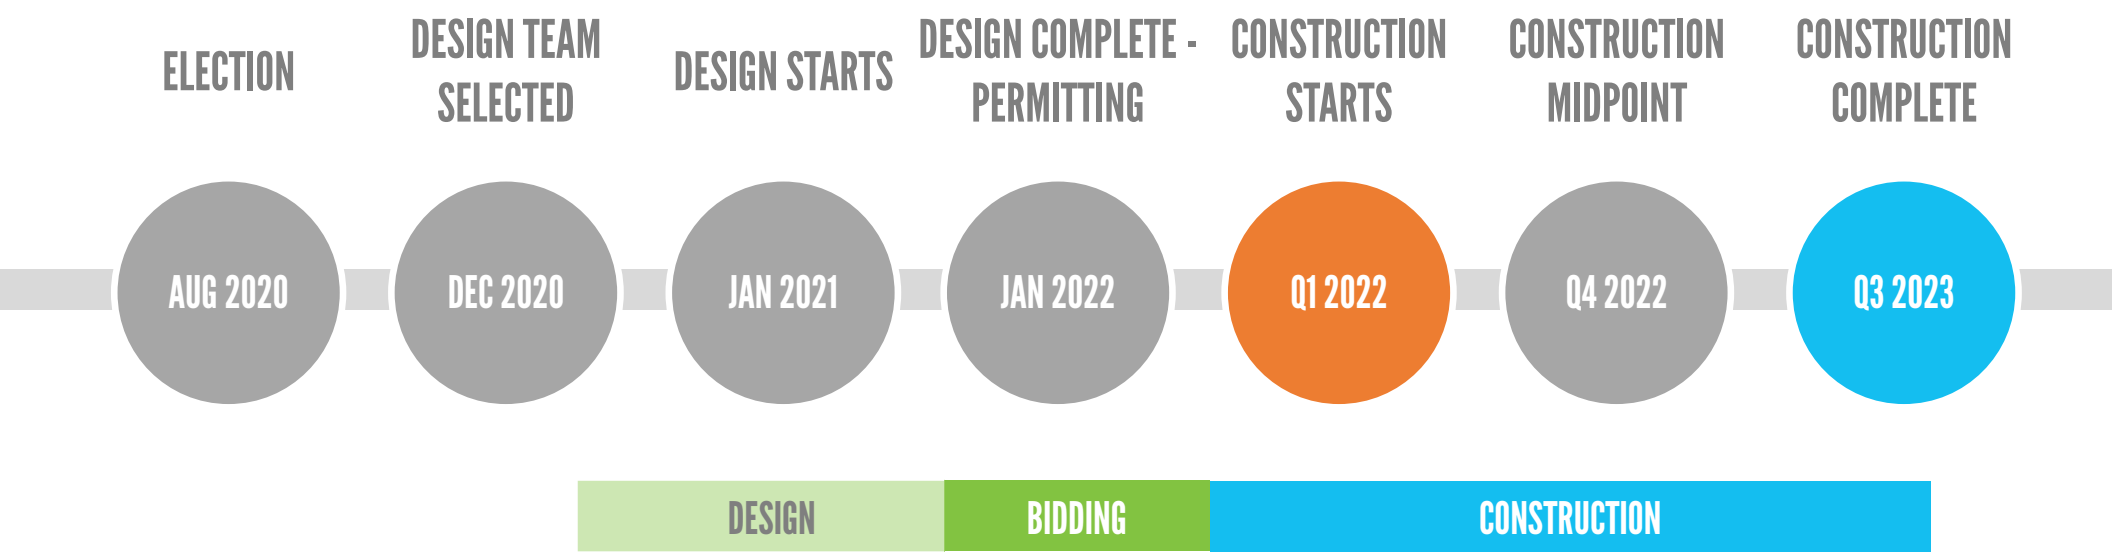 ELECTION
DESIGN TEAM
SELECTED
DESIGN STARTS
DESIGN COMPLETE -
PERMITTING
CONSTRUCTION
STARTS
CONSTRUCTION
MIDPOINT
CONSTRUCTION
COMPLETE
AUG 2020
DEC 2020
JAN 2021
JAN 2022
Q1 2022
Q4 2022
Q3 2023
DESIGN
BIDDING
CONSTRUCTION